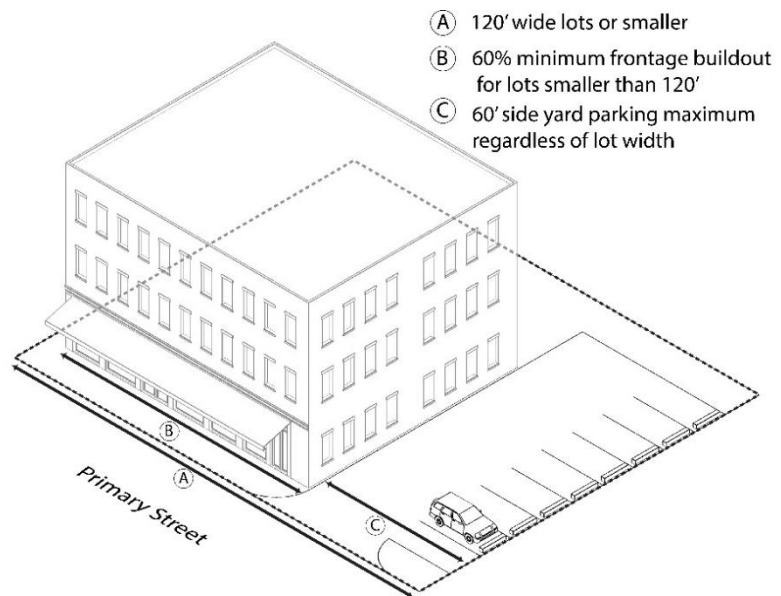 A 120' wide lots or smaller
B 60% minimum frontage buildout
for lots smaller than 120'
C 60' side yard parking maximum
regardless of lot width
B
A
Primary Street
C